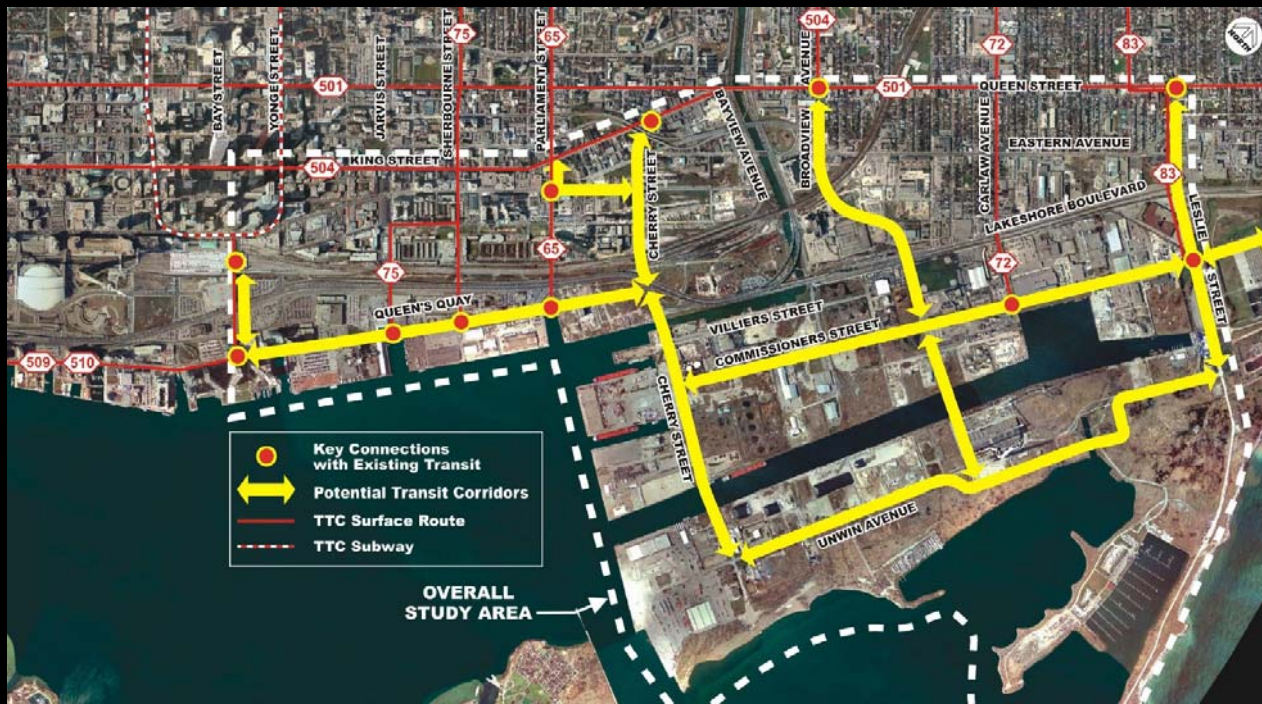 BAY STREET
YONGE STREET
JARVIS STREET
SHERBOURNE STREET
75
PARLIAMENT STREET
65
504
BROADVIEW AVENUE
72
83
NORTH
501
501
QUEEN STREET
BAYVIEW AVENUE
KING STREET
504
EASTERN AVENUE
CARLAW AVENUE
CHERRY STREET
83
LAKESHORE BOULEVARD
LESLIE STREET
65
75
72
QUEEN'S QUAY
VILLIERS STREET
COMMISSIONERS STREET
509
510
CHERRY STREET
UNWIN AVENUE
Key Connections
with Existing Transit
Potential Transit Corridors
TTC Surface Route
TTC Subway
OVERALL
STUDY AREA